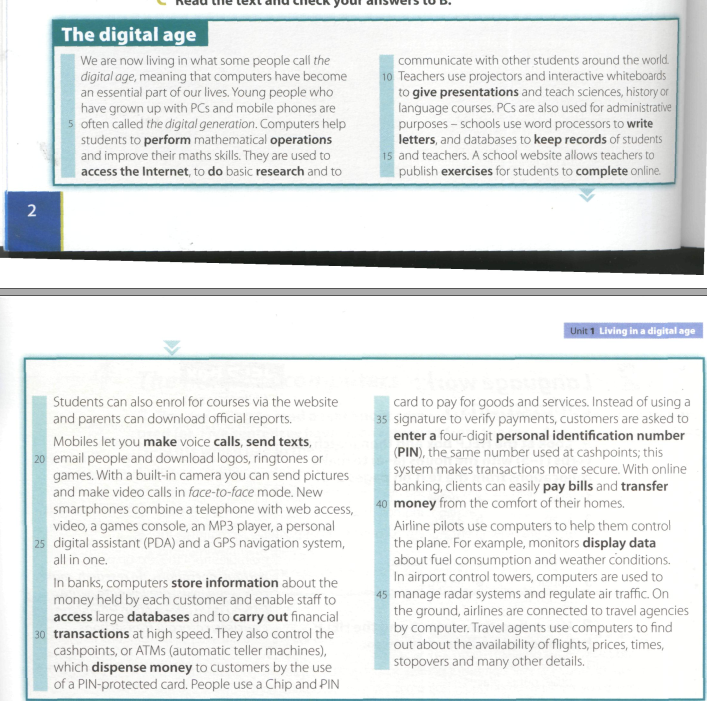 Read the text and check your answers to B.
The digital age
We are now living in what some people call the
digital age, meaning that computers have become
an essential part of our lives. Young people who
have grown up with PCs and mobile phones are
5 often called the digital generation. Computers help
students to perform mathematical operations
and improve their maths skills. They are used to
access the Internet, to do basic research and to
communicate with other students around the world.
10 Teachers use projectors and interactive whiteboards
to give presentations and teach sciences, history or
language courses. PCs are also used for administrative
purposes – schools use word processors to write
letters, and databases to keep records of students
15 and teachers. A school website allows teachers to
publish exercises for students to complete online.
2
Unit 1 Living in a digital age
Students can also enrol for courses via the website
and parents can download official reports.
Mobiles let you make voice calls, send texts,
20 email people and download logos, ringtones or
games. With a built-in camera you can send pictures
and make video calls in face-to-face mode. New
smartphones combine a telephone with web access,
video, a games console, an MP3 player, a personal
25 digital assistant (PDA) and a GPS navigation system,
all in one.
In banks, computers store information about the
money held by each customer and enable staff to
access large databases and to carry out financial
30 transactions at high speed. They also control the
cashpoints, or ATMs (automatic teller machines),
which dispense money to customers by the use
of a PIN-protected card. People use a Chip and PIN
card to pay for goods and services. Instead of using a
35 signature to verify payments, customers are asked to
enter a four-digit personal identification number
(PIN), the same number used at cashpoints; this
system makes transactions more secure. With online
banking, clients can easily pay bills and transfer
40 money from the comfort of their homes.
Airline pilots use computers to help them control
the plane. For example, monitors display data
about fuel consumption and weather conditions.
In airport control towers, computers are used to
45 manage radar systems and regulate air traffic. On
the ground, airlines are connected to travel agencies
by computer. Travel agents use computers to find
out about the availability of flights, prices, times,
stopovers and many other details.